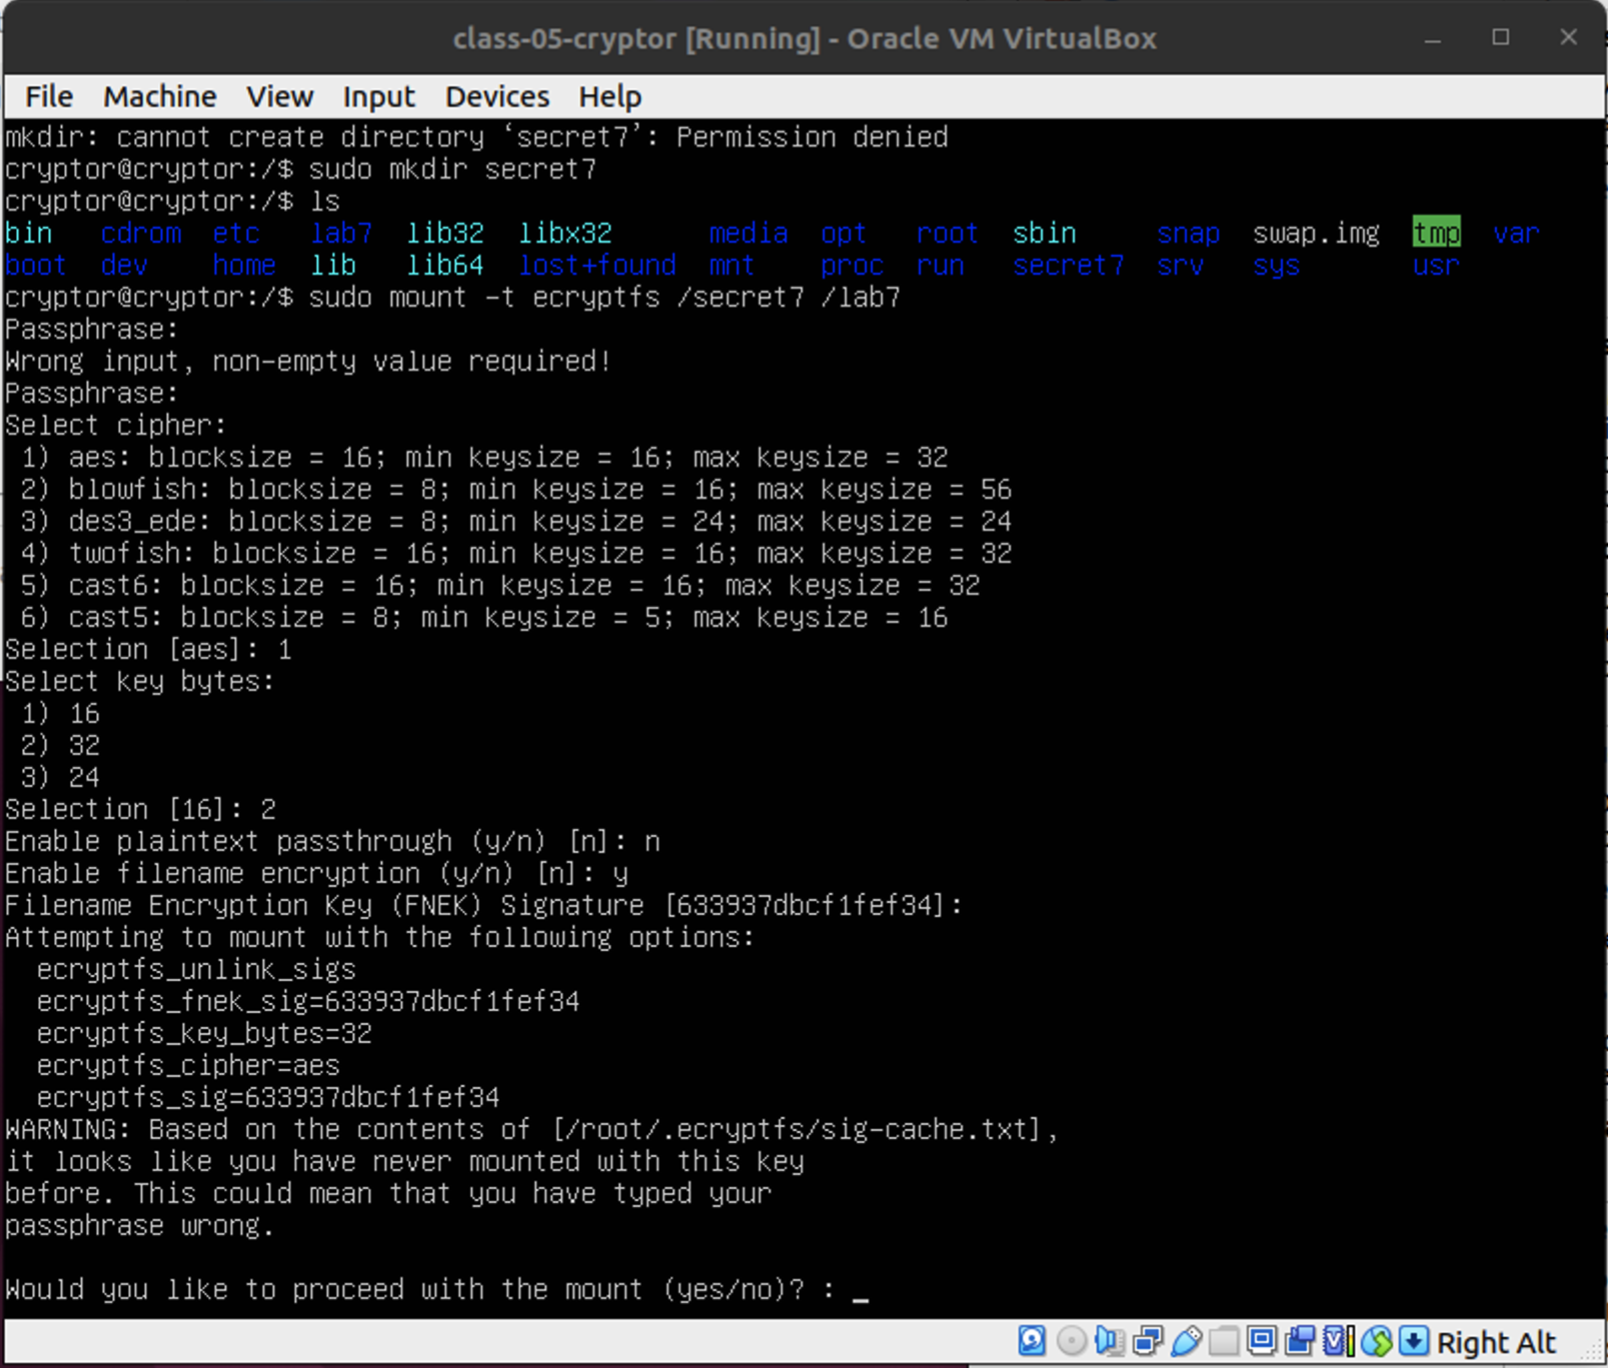 class-05-cryptor [Running] - Oracle VM VirtualBox
File Machine View Input Devices Help
mkdir: cannot create directory ‘secret7’: Permission denied
cryptor@cryptor:/$ sudo mkdir secret7
cryptor@cryptor:/$ ls
bin cdrom etc lab7 lib32 libx32 media opt root sbin snap swap.img tmp var
boot dev home lib lib64 lost+found mnt proc run secret7 srv sys usr
cryptor@cryptor:/$ sudo mount -t ecryptfs /secret7 /lab7
Passphrase:
Wrong input, non-empty value required!
Passphrase:
Select cipher:
1) aes: blocksize = 16; min keysize = 16; max keysize = 32
2) blowfish: blocksize = 8; min keysize = 16; max keysize = 56
3) des3_ede: blocksize = 8; min keysize = 24; max keysize = 24
4) twofish: blocksize = 16; min keysize = 16; max keysize = 32
5) cast6: blocksize = 16; min keysize = 16; max keysize = 32
6) cast5: blocksize = 8; min keysize = 5; max keysize = 16
Selection [aes]: 1
Select key bytes:
1) 16
2) 32
3) 24
Selection [16]: 2
Enable plaintext passthrough (y/n) [n]: n
Enable filename encryption (y/n) [n]: y
Filename Encryption Key (FNEK) Signature [633937dbcf1fef34]:
Attempting to mount with the following options:
ecryptfs_unlink_sigs
ecryptfs_fnek_sig=633937dbcf1fef34
ecryptfs_key_bytes=32
ecryptfs_cipher=aes
ecryptfs_sig=633937dbcf1fef34
WARNING: Based on the contents of [/root/.ecryptfs/sig-cache.txt],
it looks like you have never mounted with this key
before. This could mean that you have typed your
passphrase wrong.
Would you like to proceed with the mount (yes/no)? : _
Right Alt